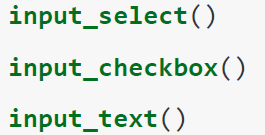 input_select()
input_checkbox()
input_text()